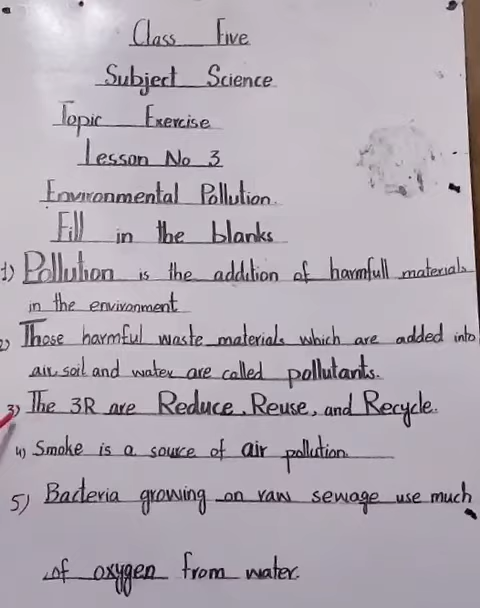 Class Five
Subject Science
Topic Exercise
Lesson No 3
Environmental Pollution.
Fill in the blanks
1) Pollution is the addition of harmfull materials
in the environment
2) Those harmful waste materials which are added into
air, soil and water are called pollutants.
3) The 3R are Reduce, Reuse, and Recycle.
4) Smoke is a source of air pollution.
5) Bacteria growing on raw sewage use much
of oxygen from water.